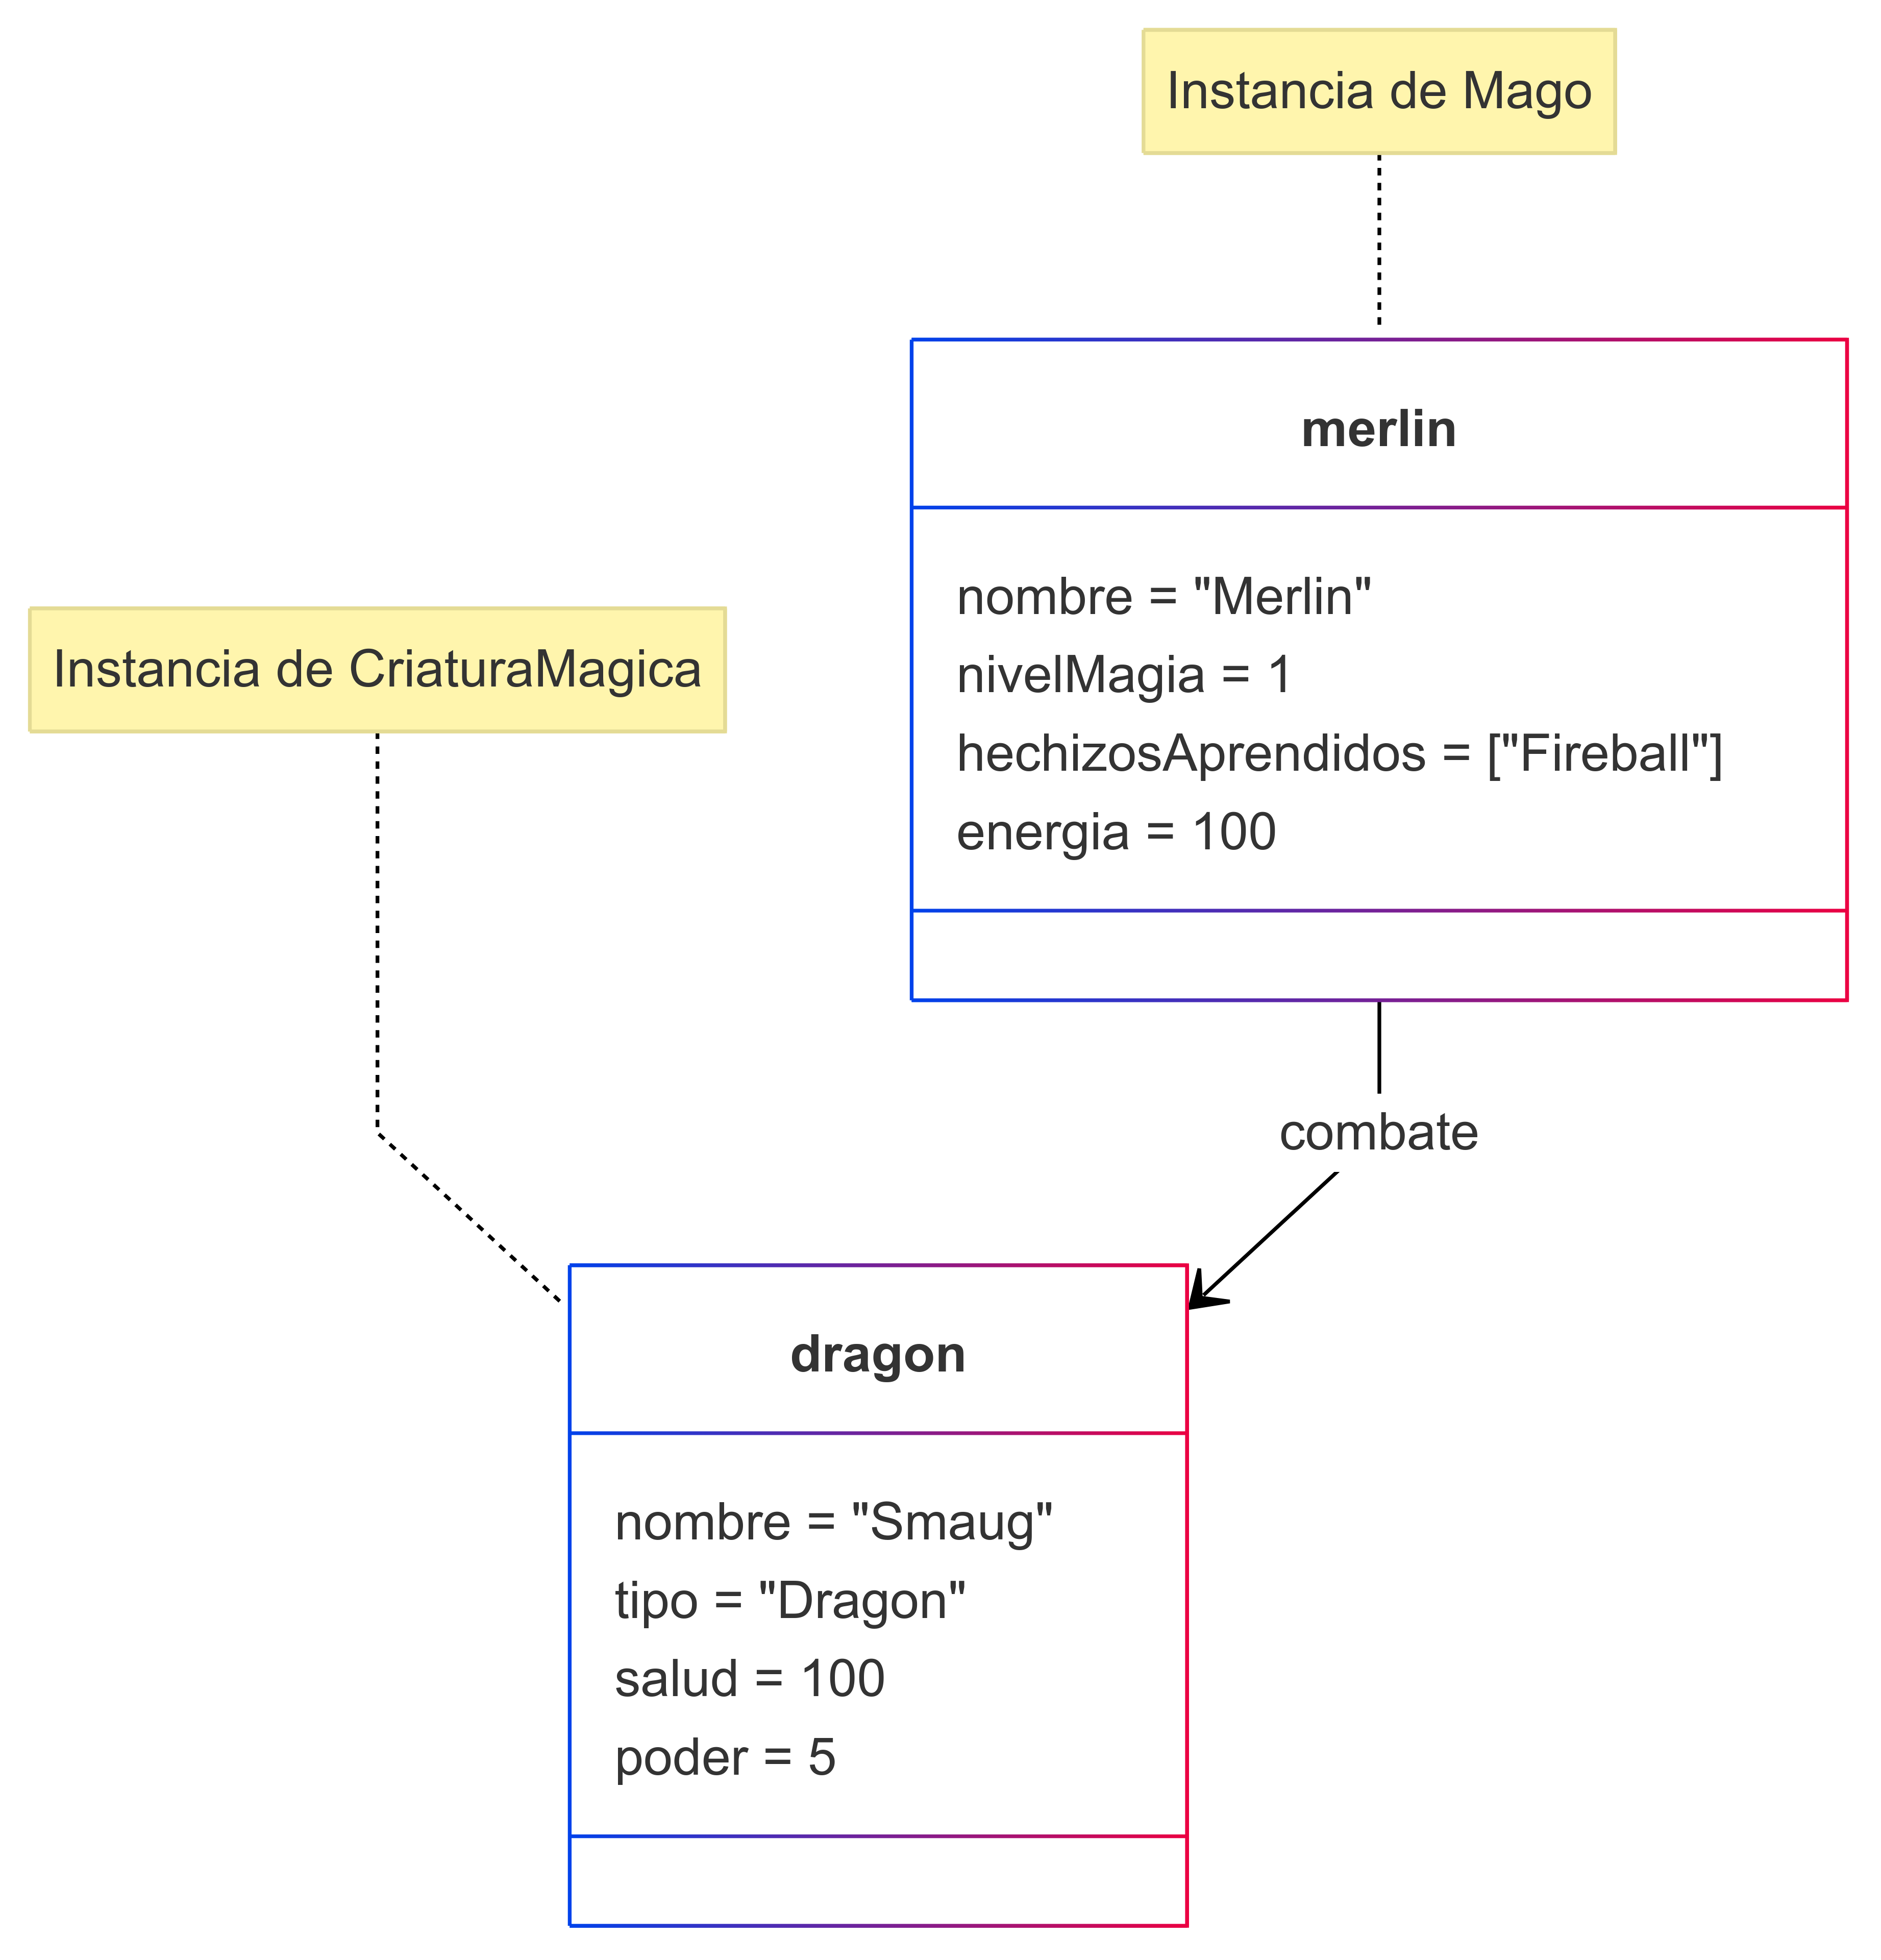 Instancia de Mago
merlin
nombre = "Merlin"
nivelMagia = 1
hechizosAprendidos = ["Fireball"]
energia = 100
Instancia de CriaturaMagica
combate
dragon
nombre = "Smaug"
tipo = "Dragon"
salud = 100
poder = 5